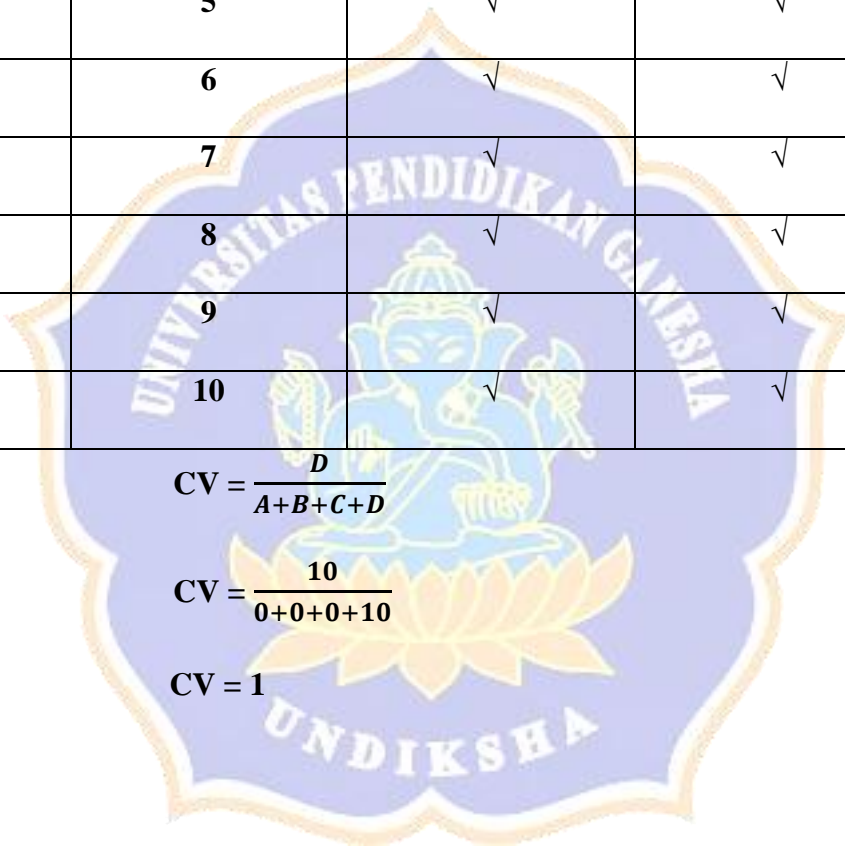 5 √ √
6 √ √
7 √ √
8 √ √
9 √ √
10 √ √
UNIVERSITAS PENDIDIKAN GANESHA
CV = D
A+B+C+D
CV = 10
0+0+0+10
CV = 1
UNDIKSHA